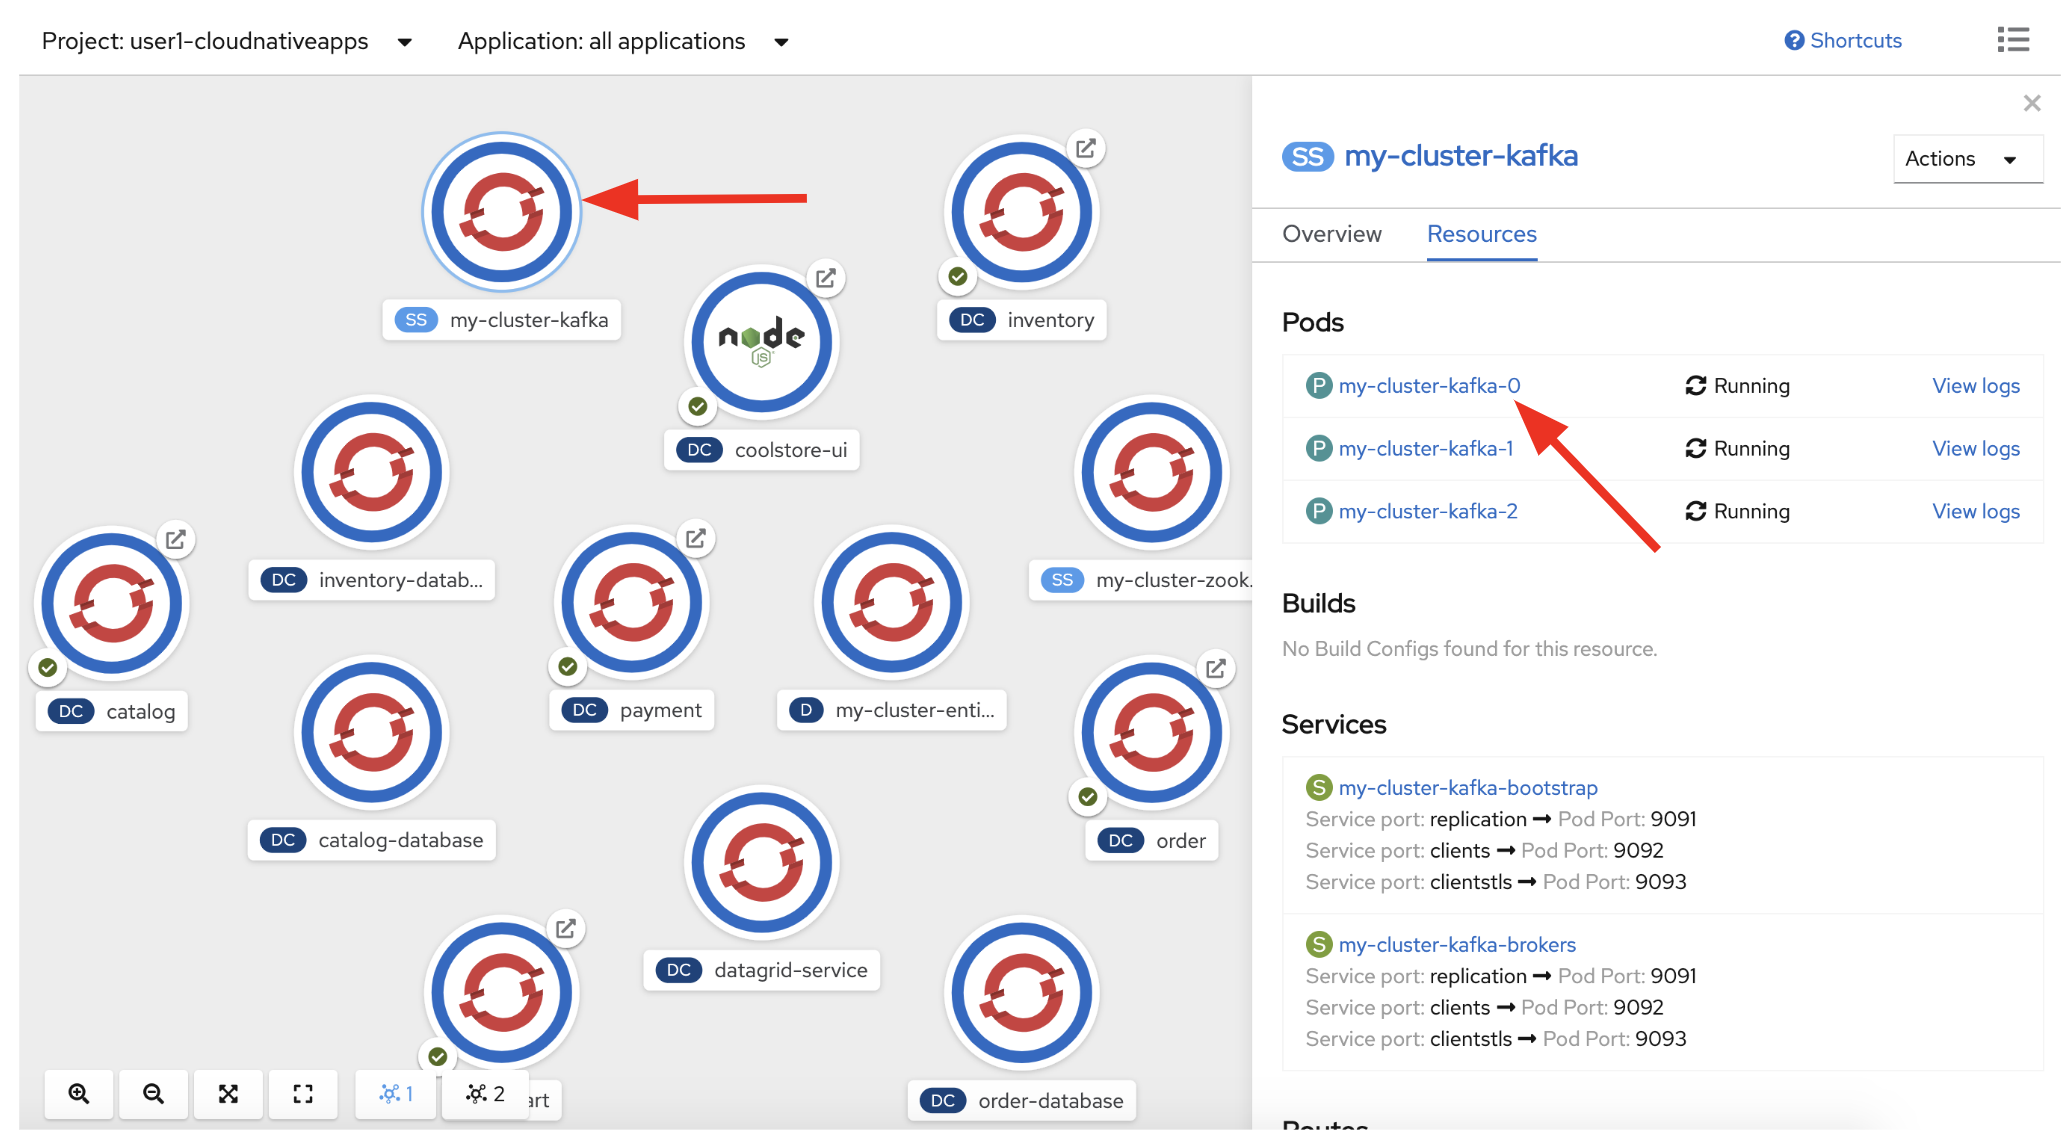 Project: user1-cloudnativeapps
Application: all applications
Shortcuts
SS my-cluster-kafka
Actions
Overview
Resources
Pods
P my-cluster-kafka-0 Running View logs
P my-cluster-kafka-1 Running View logs
P my-cluster-kafka-2 Running View logs
Builds
No Build Configs found for this resource.
Services
S my-cluster-kafka-bootstrap
Service port: replication → Pod Port: 9091
Service port: clients → Pod Port: 9092
Service port: clientstls → Pod Port: 9093
S my-cluster-kafka-brokers
Service port: replication → Pod Port: 9091
Service port: clients → Pod Port: 9092
Service port: clientstls → Pod Port: 9093
Routes
SS my-cluster-kafka
DC inventory
node
JS
DC coolstore-ui
DC inventory-datab...
SS my-cluster-zook.
DC catalog
DC payment
D my-cluster-enti...
DC catalog-database
DC order
DC datagrid-service
art
DC order-database
1
2